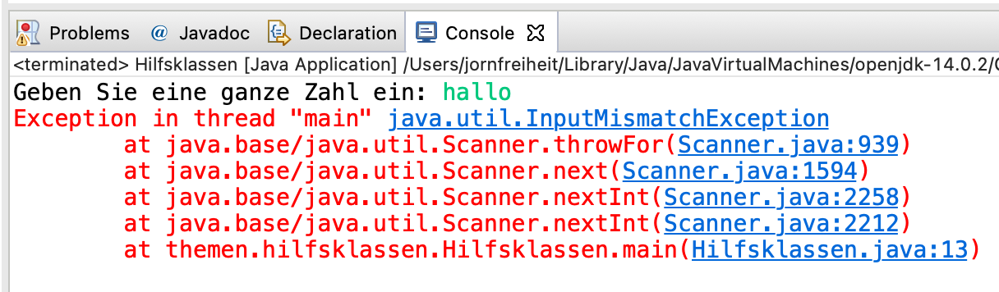 Problems @ Javadoc Declaration Console
<terminated> Hilfsklassen [Java Application] /Users/jornfreiheit/Library/Java/JavaVirtualMachines/openjdk-14.0.2/
Geben Sie eine ganze Zahl ein: hallo
Exception in thread "main" java.util.InputMismatchException
at java.base/java.util.Scanner.throwFor(Scanner.java:939)
at java.base/java.util.Scanner.next(Scanner.java:1594)
at java.base/java.util.Scanner.nextInt(Scanner.java:2258)
at java.base/java.util.Scanner.nextInt(Scanner.java:2212)
at themen.hilfsklassen.Hilfsklassen.main(Hilfsklassen.java:13)